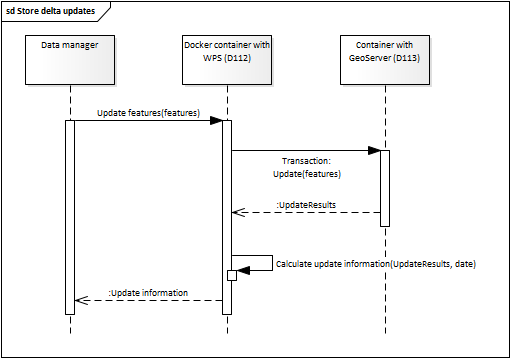 sd Store delta updates
Data manager
Docker container with
WPS (D112)
Container with
GeoServer (D113)
Update features(features)
Transaction:
Update(features)
:UpdateResults
Calculate update information(UpdateResults, date)
:Update information